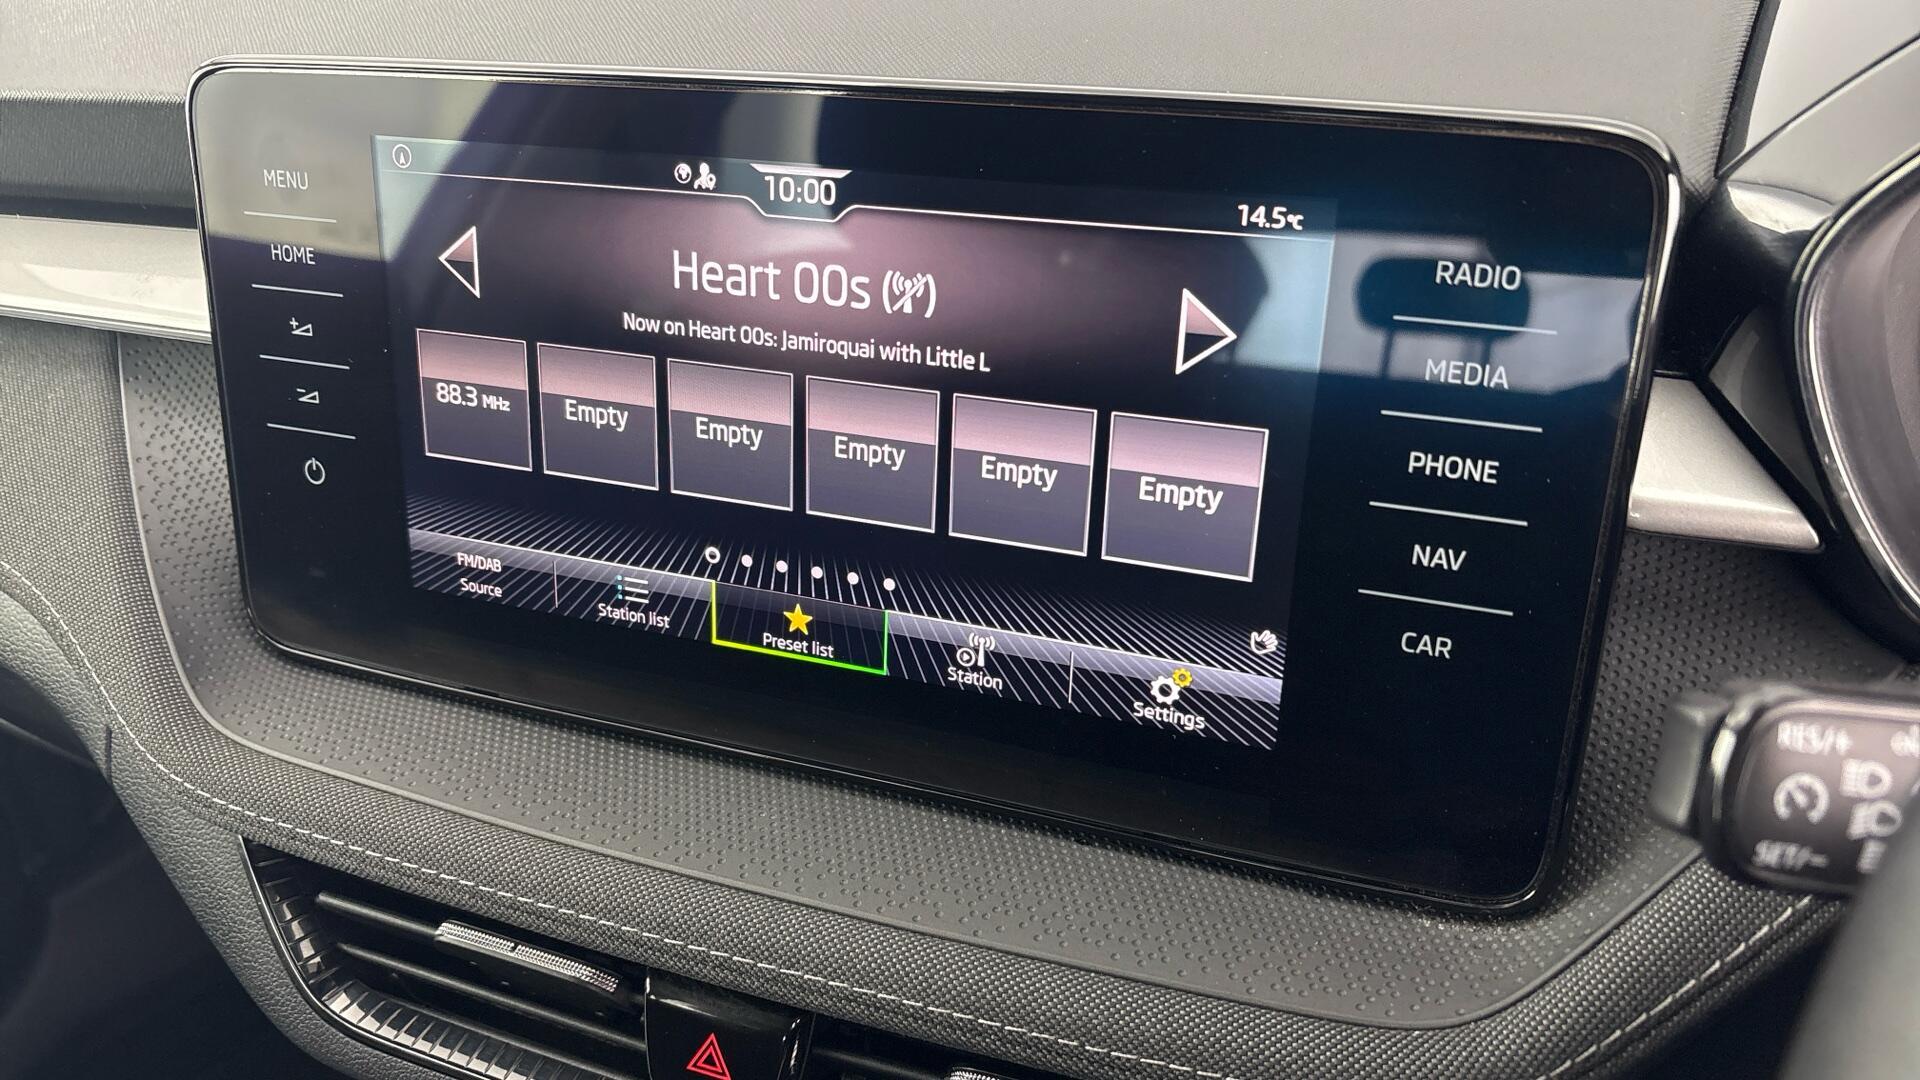 MENU
HOME
10:00
14.5°C
Heart 00s
Now on Heart 00s: Jamiroquai with Little L
88.3 MHz
Empty
Empty
Empty
Empty
Empty
FM/DAB
Source
Station list
Preset list
Station
Settings
RADIO
MEDIA
PHONE
NAV
CAR
RES/+
SET/-